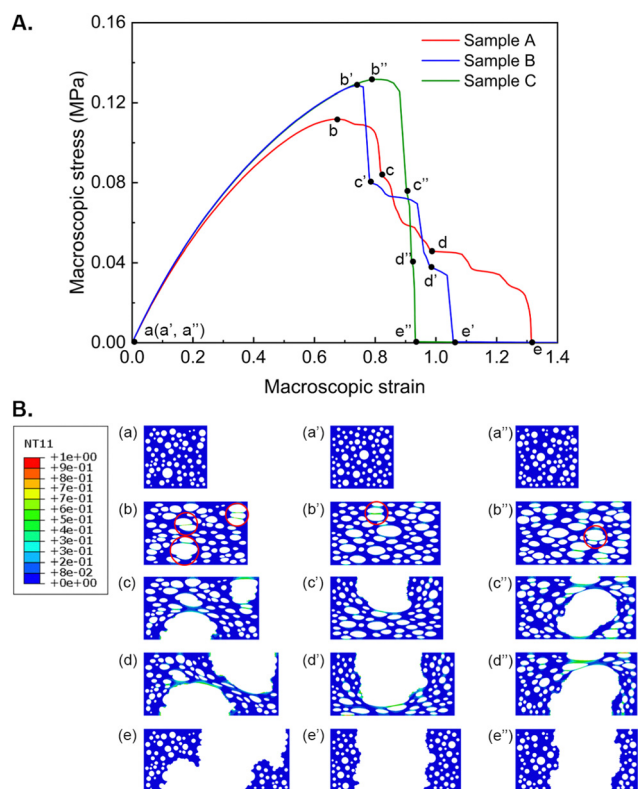 A.
Sample A
Sample B
Sample C
Macroscopic stress (MPa)
0.16
0.12
0.08
0.04
0.00
b
b'
b''
c
c'
c''
d
d'
d''
e
e'
e''
a(a', a'')
0.0 0.2 0.4 0.6 0.8 1.0 1.2 1.4
Macroscopic strain
B.
NT11
+1e+00
+9e-01
+8e-01
+7e-01
+7e-01
+6e-01
+5e-01
+4e-01
+3e-01
+3e-01
+2e-01
+8e-02
+0e+00
(a) (a') (a'')
(b) (b') (b'')
(c) (c') (c'')
(d) (d') (d'')
(e) (e') (e'')